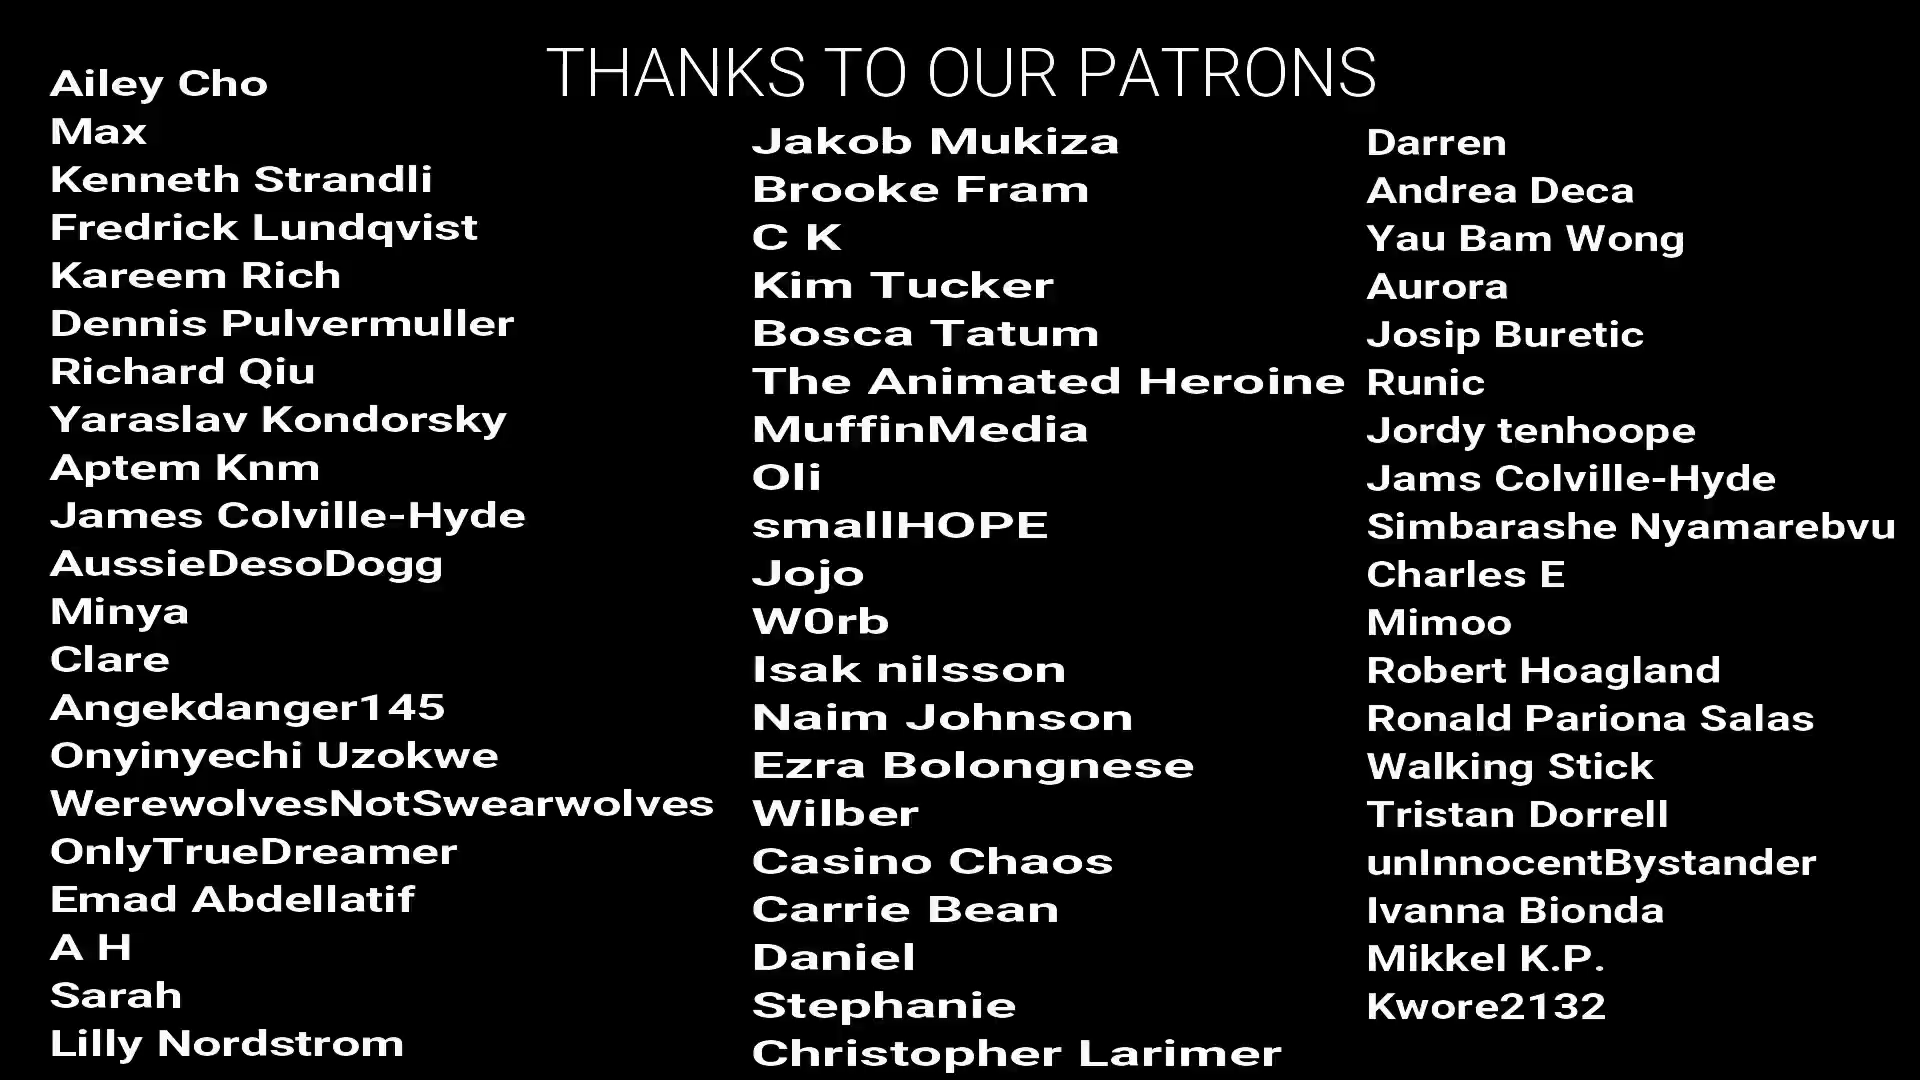 THANKS TO OUR PATRONS
Ailey Cho
Max
Kenneth Strandli
Fredrick Lundqvist
Kareem Rich
Dennis Pulvermuller
Richard Qiu
Yaraslav Kondorsky
Aptem Knm
James Colville-Hyde
AussieDesoDogg
Minya
Clare
Angekdanger145
Onyinyechi Uzokwe
WerewolvesNotSwearwolves
OnlyTrueDreamer
Emad Abdellatif
A H
Sarah
Lilly Nordstrom
Jakob Mukiza
Brooke Fram
C K
Kim Tucker
Bosca Tatum
The Animated Heroine
MuffinMedia
Oli
smallHOPE
Jojo
W0rb
Isak nilsson
Naim Johnson
Ezra Bolongnese
Wilber
Casino Chaos
Carrie Bean
Daniel
Stephanie
Christopher Larimer
Darren
Andrea Deca
Yau Bam Wong
Aurora
Josip Buretic
Runic
Jordy tenhoope
Jams Colville-Hyde
Simbarashe Nyamarebvu
Charles E
Mimoo
Robert Hoagland
Ronald Pariona Salas
Walking Stick
Tristan Dorrell
unInnocentBystander
Ivanna Bionda
Mikkel K.P.
Kwore2132